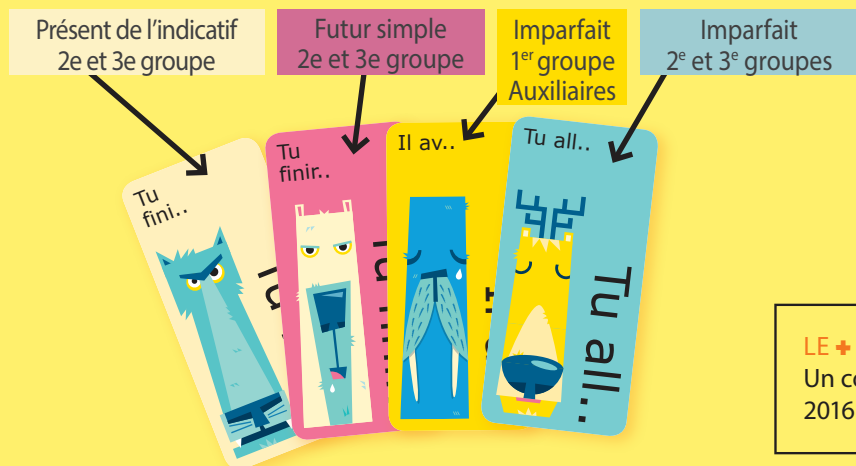 Présent de l'indicatif
2e et 3e groupe
Futur simple
2e et 3e groupe
Imparfait
1er groupe
Auxiliaires
Imparfait
2e et 3e groupes
Tu
fini..
Tu
finir..
Il av..
Tu all..
Tu all..
LE +
Un
2016